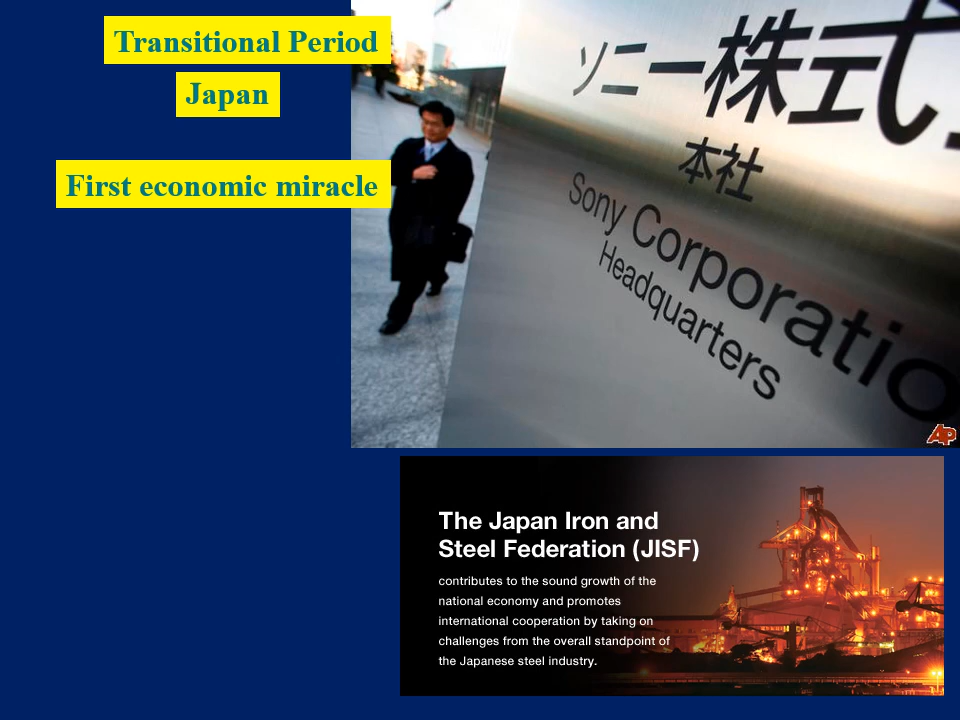 Transitional Period
Japan
First economic miracle
ソニー株式
本社
Sony Corporatio
Headquarters
AP
The Japan Iron and
Steel Federation (JISF)
contributes to the sound growth of the
national economy and promotes
international cooperation by taking on
challenges from the overall standpoint of
the Japanese steel industry.